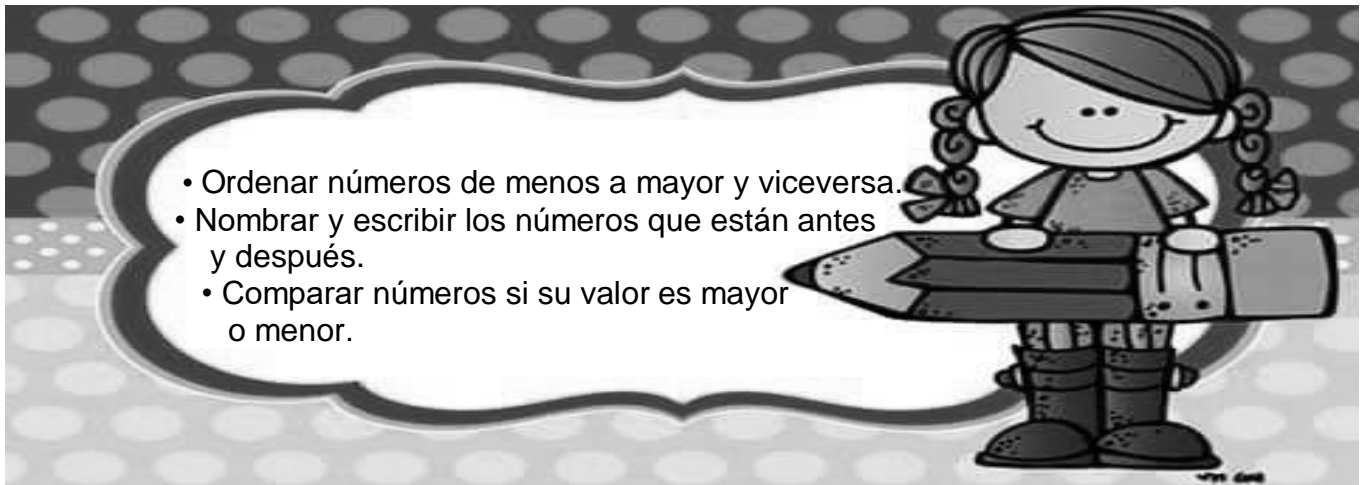 • Ordenar números de menos a mayor y viceversa.
• Nombrar y escribir los números que están antes
y después.
• Comparar números si su valor es mayor
o menor.